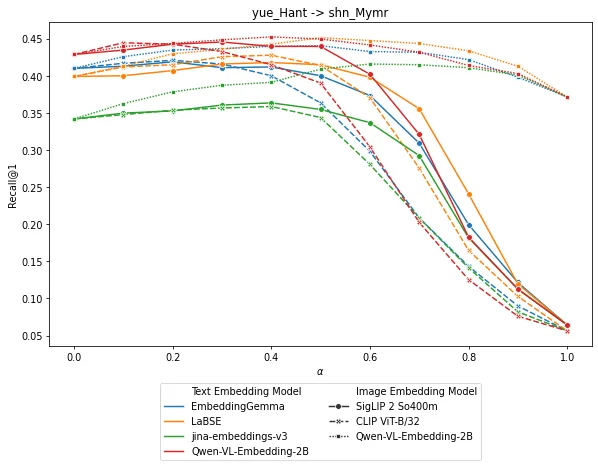 yue_Hant -> shn_Mymr
Recall@1
0.45
0.40
0.35
0.30
0.25
0.20
0.15
0.10
0.05
0.0
0.2
0.4
0.6
0.8
1.0
α
Text Embedding Model
EmbeddingGemma
LaBSE
jina-embeddings-v3
Qwen-VL-Embedding-2B
Image Embedding Model
SigLIP 2 So400m
CLIP ViT-B/32
Qwen-VL-Embedding-2B